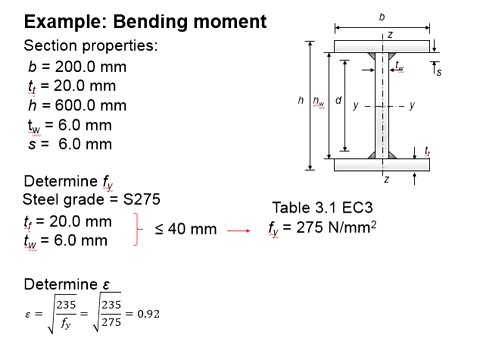 Example: Bending moment
Section properties:
b = 200.0 mm
tf = 20.0 mm
h = 600.0 mm
tw = 6.0 mm
s = 6.0 mm
b
z
tw
s
h hw d y y
tf
z
Determine fy
Steel grade = S275
tf = 20.0 mm
tw = 6.0 mm
≤ 40 mm
Table 3.1 EC3
fy = 275 N/mm²
Determine ε
ε = √(235/fy) = √(235/275) = 0.92